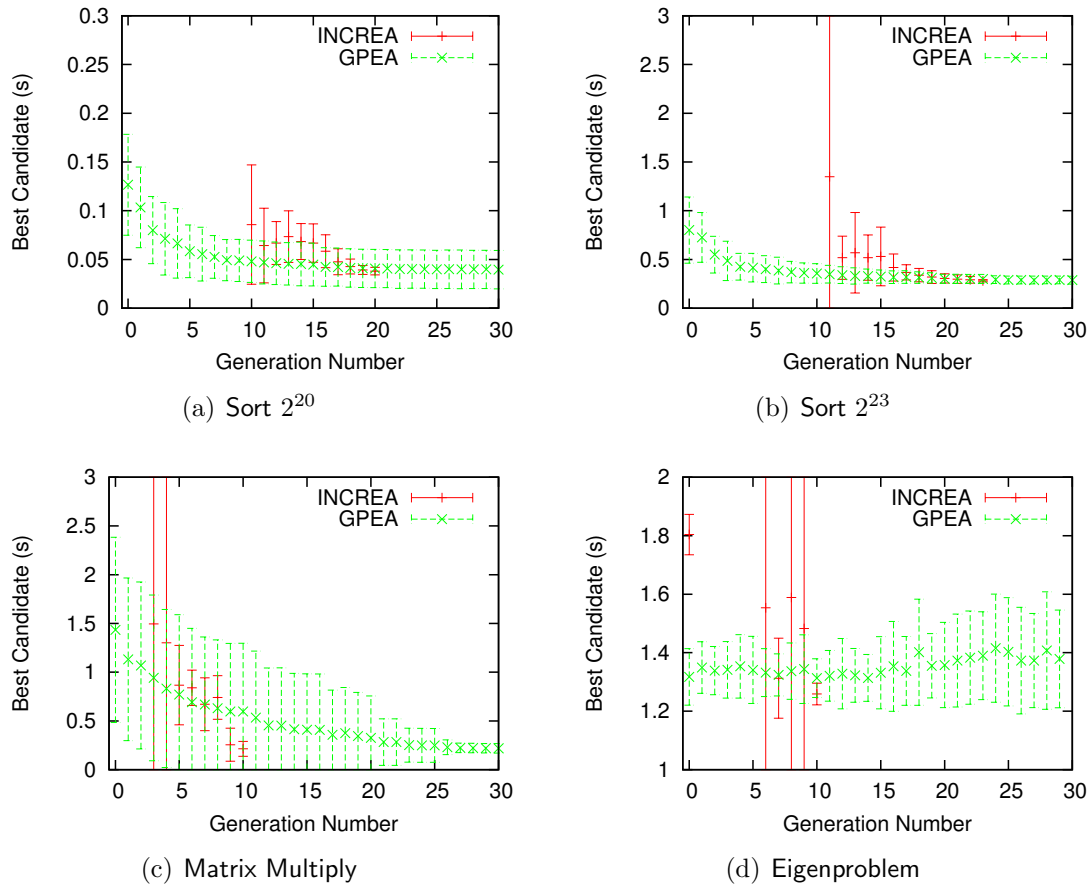 0.3
0.25
0.2
0.15
0.1
0.05
0
Best Candidate (s)
INCREA
GPEA
0 5 10 15 20 25 30
Generation Number
(a) Sort 2^20
3
2.5
2
1.5
1
0.5
0
Best Candidate (s)
INCREA
GPEA
0 5 10 15 20 25 30
Generation Number
(b) Sort 2^23
3
2.5
2
1.5
1
0.5
0
Best Candidate (s)
INCREA
GPEA
0 5 10 15 20 25 30
Generation Number
(c) Matrix Multiply
2
1.8
1.6
1.4
1.2
1
Best Candidate (s)
INCREA
GPEA
0 5 10 15 20 25 30
Generation Number
(d) Eigenproblem